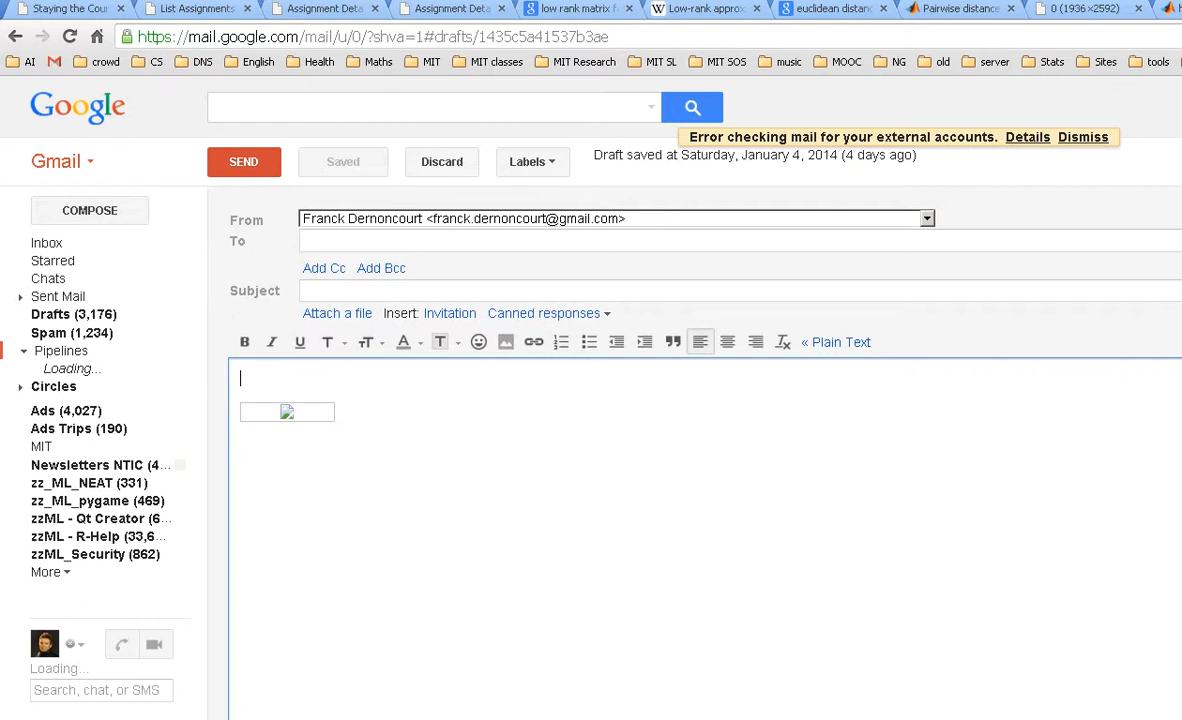 Staying the Cour × List Assignments × Assignment Deta × Assignment Deta × low rank matrix f × Low-rank approx × euclidean distanc × Pairwise distance × 0 (1936×2592) ×
https://mail.google.com/mail/u/0/?shva=1#drafts/1435c5a41537b3ae
AI crowd CS DNS English Health Maths MIT MIT classes MIT Research MIT SL MIT SOS music MOOC NG old server Stats Sites tools
Google
Error checking mail for your external accounts. Details Dismiss
Gmail
SEND Saved Discard Labels Draft saved at Saturday, January 4, 2014 (4 days ago)
COMPOSE
From Franck Dernoncourt <franck.dernoncourt@gmail.com>
To
Add Cc Add Bcc
Subject
Attach a file Insert: Invitation Canned responses
B I U T tT A T « Plain Text
Inbox
Starred
Chats
Sent Mail
Drafts (3,176)
Spam (1,234)
Pipelines
Loading...
Circles
Ads (4,027)
Ads Trips (190)
MIT
Newsletters NTIC (4...
zz_ML_NEAT (331)
zz_ML_pygame (469)
zzML - Qt Creator (6...
zzML - R-Help (33,6...
zzML_Security (862)
More
Loading...
Search, chat, or SMS